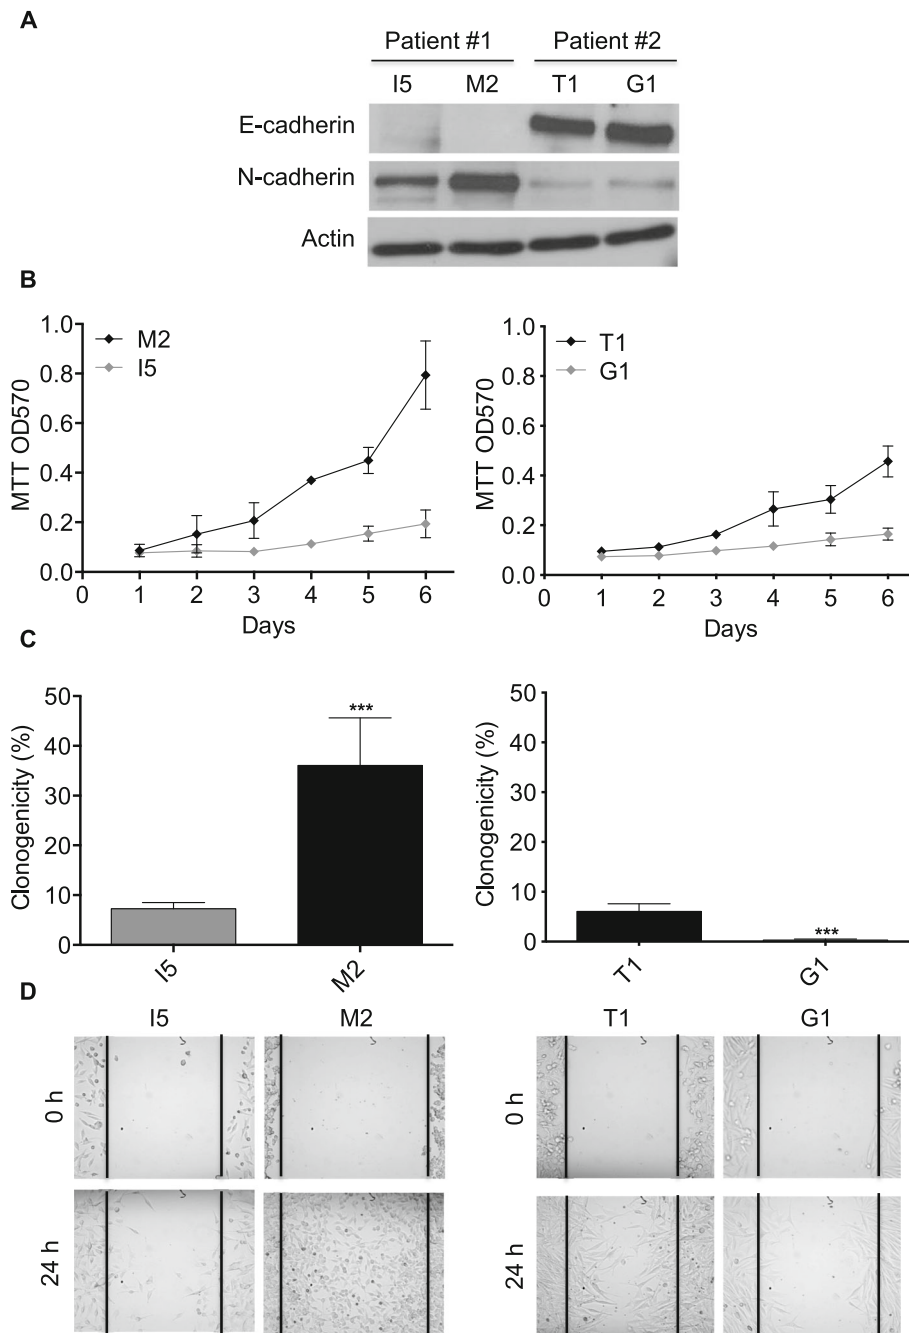 A
Patient #1 Patient #2
I5 M2 T1 G1
E-cadherin
N-cadherin
Actin
B
1.0
0.8
0.6
0.4
0.2
0.0
MTT OD570
M2
I5
0 1 2 3 4 5 6
Days
1.0
0.8
0.6
0.4
0.2
0.0
MTT OD570
T1
G1
0 1 2 3 4 5 6
Days
C
50
40
30
20
10
0
Clonogenicity (%)
***
I5 M2
50
40
30
20
10
0
Clonogenicity (%)
***
T1 G1
D
I5 M2 T1 G1
0 h 0 h
24 h 24 h